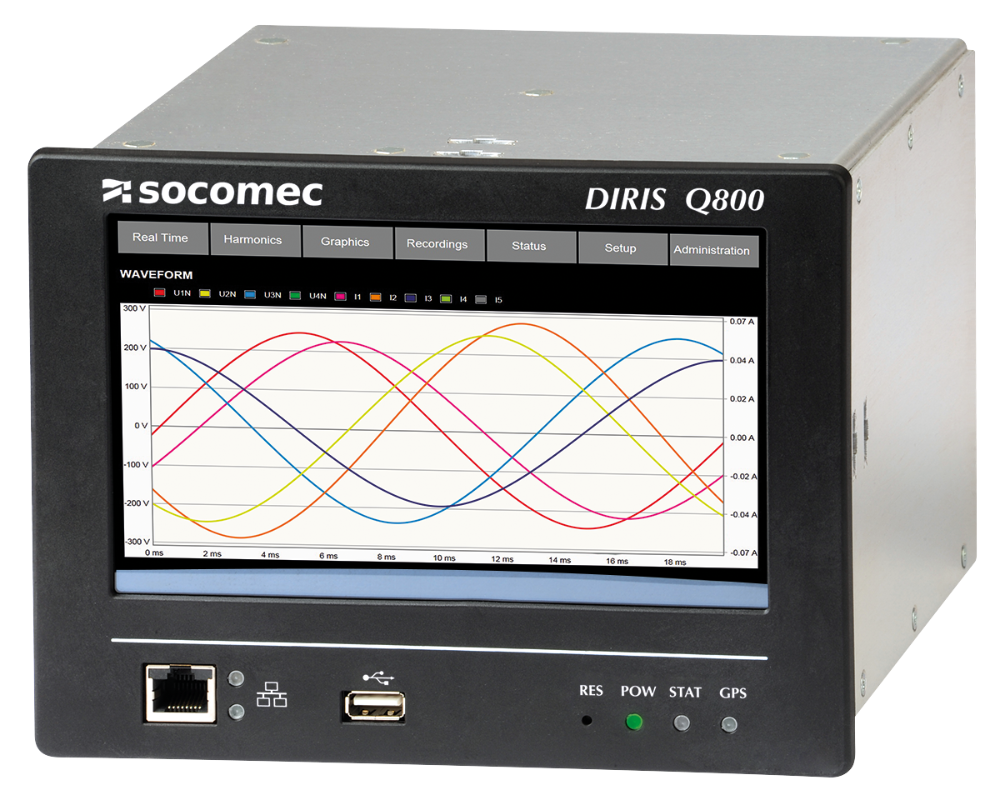 socomec
DIRIS Q800
Real Time Harmonics Graphics Recordings Status Setup Administration
WAVEFORM
U1N U2N U3N U4N I1 I2 I3 I4 I5
300 V 0.07 A
200 V 0.04 A
100 V 0.02 A
0 V 0.00 A
-100 V -0.02 A
-200 V -0.04 A
-300 V -0.07 A
0 ms 2 ms 4 ms 6 ms 8 ms 10 ms 12 ms 14 ms 16 ms 18 ms
RES POW STAT GPS